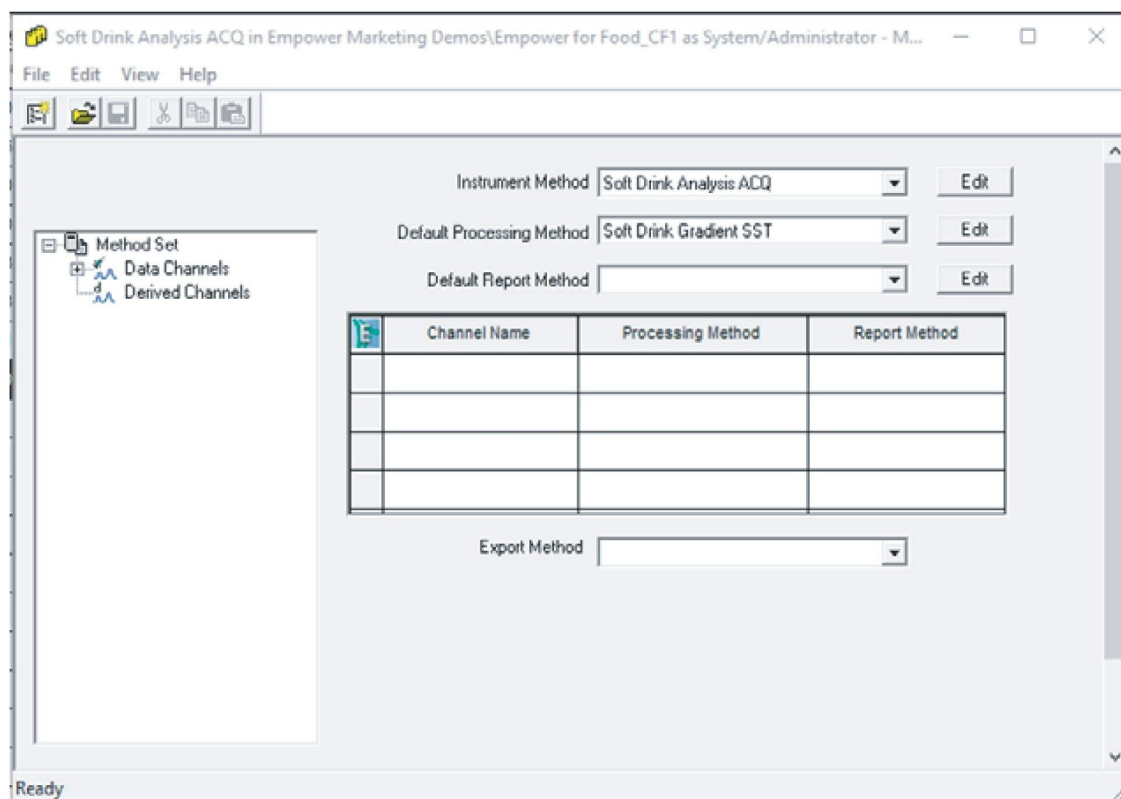 Soft Drink Analysis ACQ in Empower Marketing Demos\Empower for Food_CF1 as System/Administrator - M...
File Edit View Help
Instrument Method Soft Drink Analysis ACQ Edit
Default Processing Method Soft Drink Gradient SST Edit
Default Report Method Edit
Method Set
Data Channels
Derived Channels
Channel Name Processing Method Report Method
Export Method
Ready